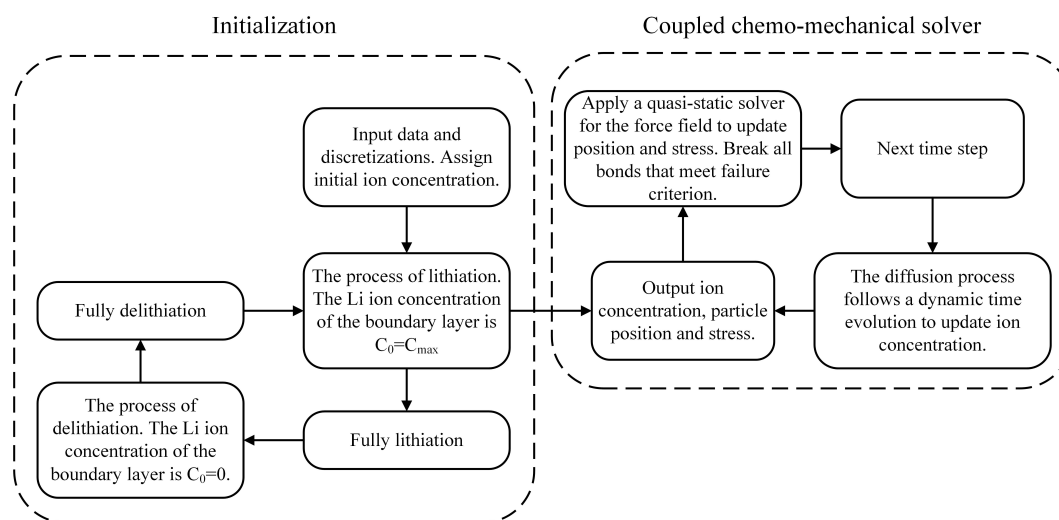 Initialization
Input data and
discretizations. Assign
initial ion concentration.
The process of lithiation.
The Li ion concentration
of the boundary layer is
C₀=Cₘₐₓ
Fully delithiation
The process of
delithiation. The Li ion
concentration of the
boundary layer is C₀=0.
Fully lithiation
Coupled chemo-mechanical solver
Apply a quasi-static solver
for the force field to update
position and stress. Break all
bonds that meet failure
criterion.
Next time step
Output ion
concentration, particle
position and stress.
The diffusion process
follows a dynamic time
evolution to update ion
concentration.